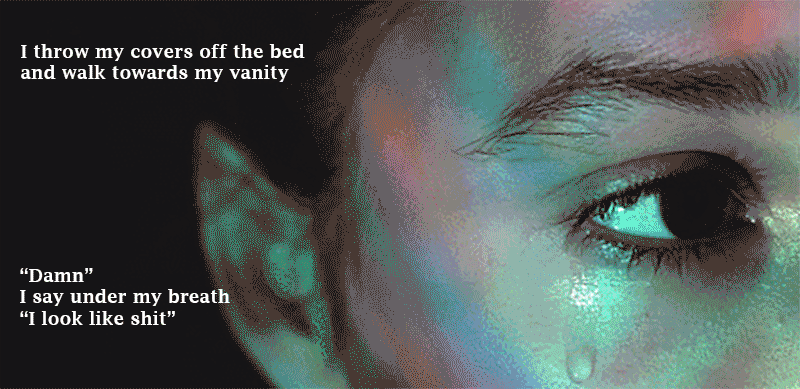 I throw my covers off the bed
and walk towards my vanity
“Damn”
I say under my breath
“I look like shit”